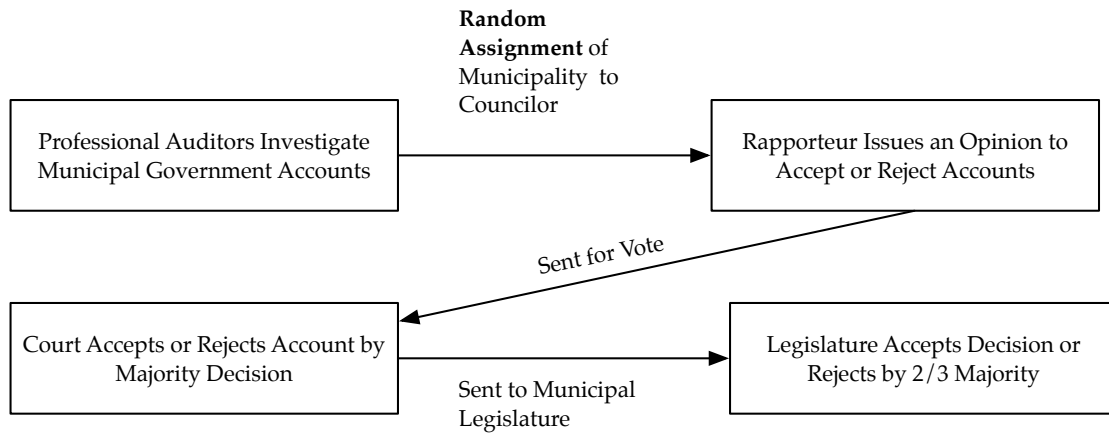 Random
Assignment of
Municipality to
Councilor
Professional Auditors Investigate
Municipal Government Accounts
Rapporteur Issues an Opinion to
Accept or Reject Accounts
Sent for Vote
Court Accepts or Rejects Account by
Majority Decision
Sent to Municipal
Legislature
Legislature Accepts Decision or
Rejects by 2/3 Majority